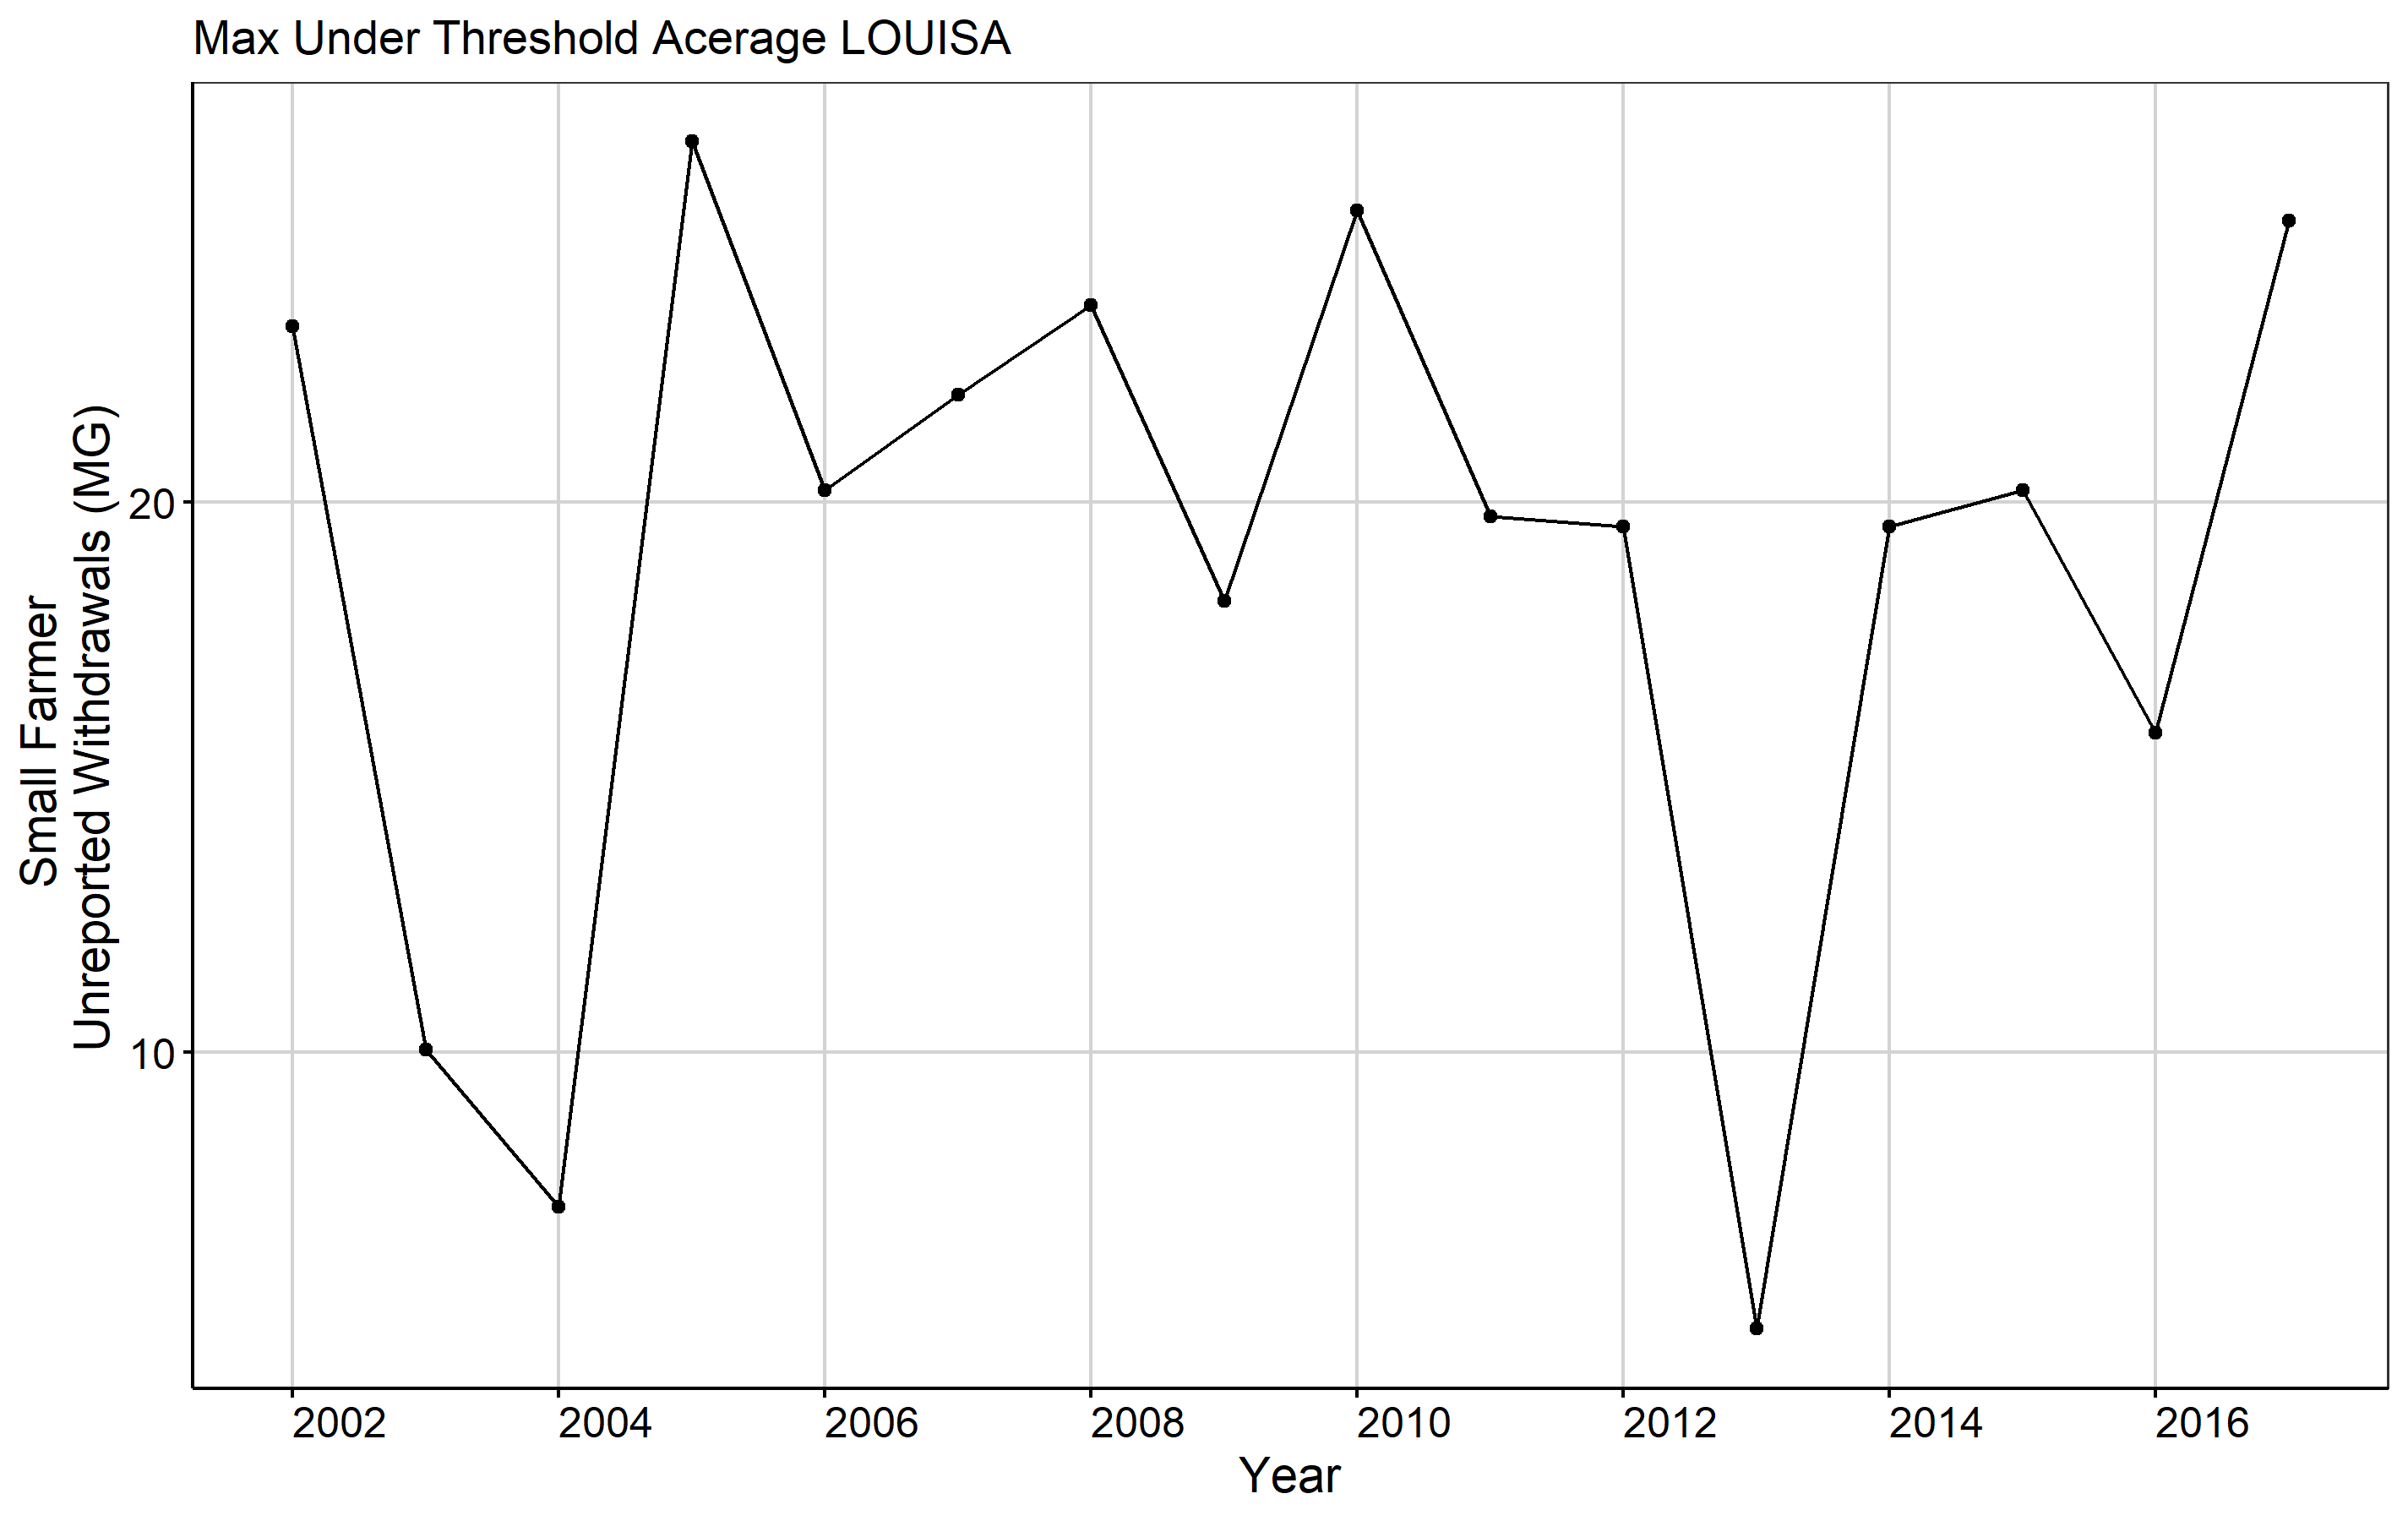 Max Under Threshold Acerage LOUISA
Small Farmer
Unreported Withdrawals (MG)
20
10
2002 2004 2006 2008 2010 2012 2014 2016
Year